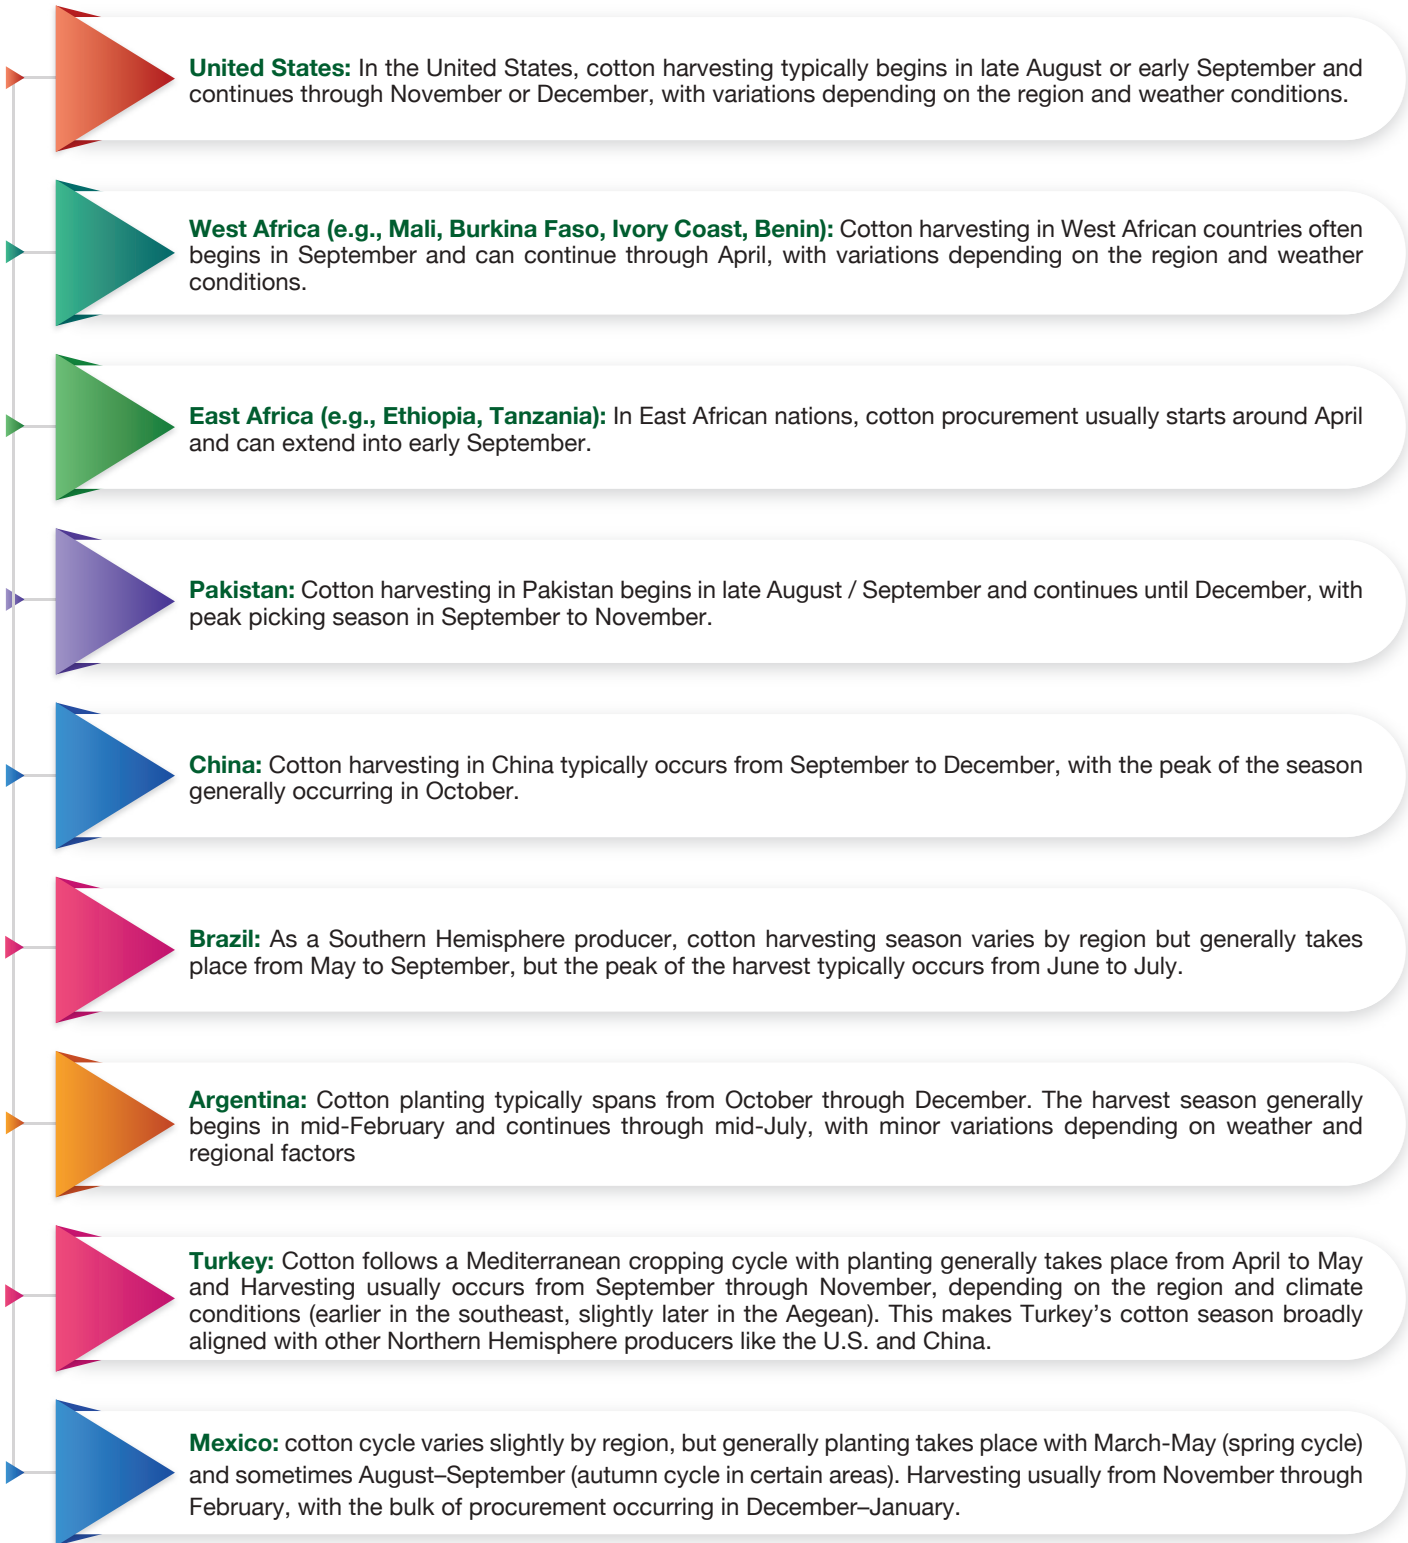 United States: In the United States, cotton harvesting typically begins in late August or early September and
continues through November or December, with variations depending on the region and weather conditions.
West Africa (e.g., Mali, Burkina Faso, Ivory Coast, Benin): Cotton harvesting in West African countries often
begins in September and can continue through April, with variations depending on the region and weather
conditions.
East Africa (e.g., Ethiopia, Tanzania): In East African nations, cotton procurement usually starts around April
and can extend into early September.
Pakistan: Cotton harvesting in Pakistan begins in late August / September and continues until December, with
peak picking season in September to November.
China: Cotton harvesting in China typically occurs from September to December, with the peak of the season
generally occurring in October.
Brazil: As a Southern Hemisphere producer, cotton harvesting season varies by region but generally takes
place from May to September, but the peak of the harvest typically occurs from June to July.
Argentina: Cotton planting typically spans from October through December. The harvest season generally
begins in mid-February and continues through mid-July, with minor variations depending on weather and
regional factors
Turkey: Cotton follows a Mediterranean cropping cycle with planting generally takes place from April to May
and Harvesting usually occurs from September through November, depending on the region and climate
conditions (earlier in the southeast, slightly later in the Aegean). This makes Turkey’s cotton season broadly
aligned with other Northern Hemisphere producers like the U.S. and China.
Mexico: cotton cycle varies slightly by region, but generally planting takes place with March-May (spring cycle)
and sometimes August–September (autumn cycle in certain areas). Harvesting usually from November through
February, with the bulk of procurement occurring in December–January.